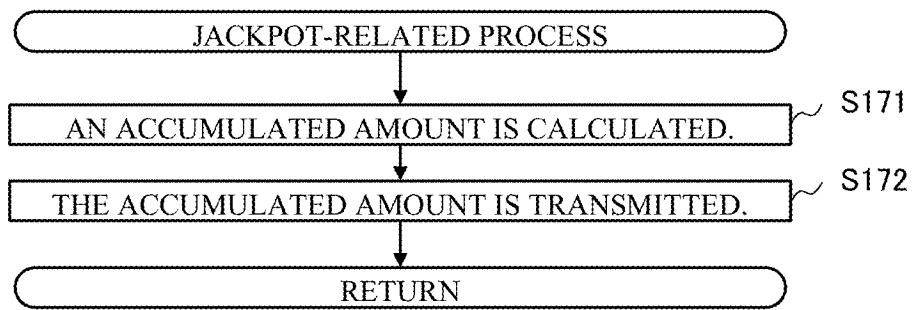 JACKPOT-RELATED PROCESS
AN ACCUMULATED AMOUNT IS CALCULATED.
S171
THE ACCUMULATED AMOUNT IS TRANSMITTED.
S172
RETURN